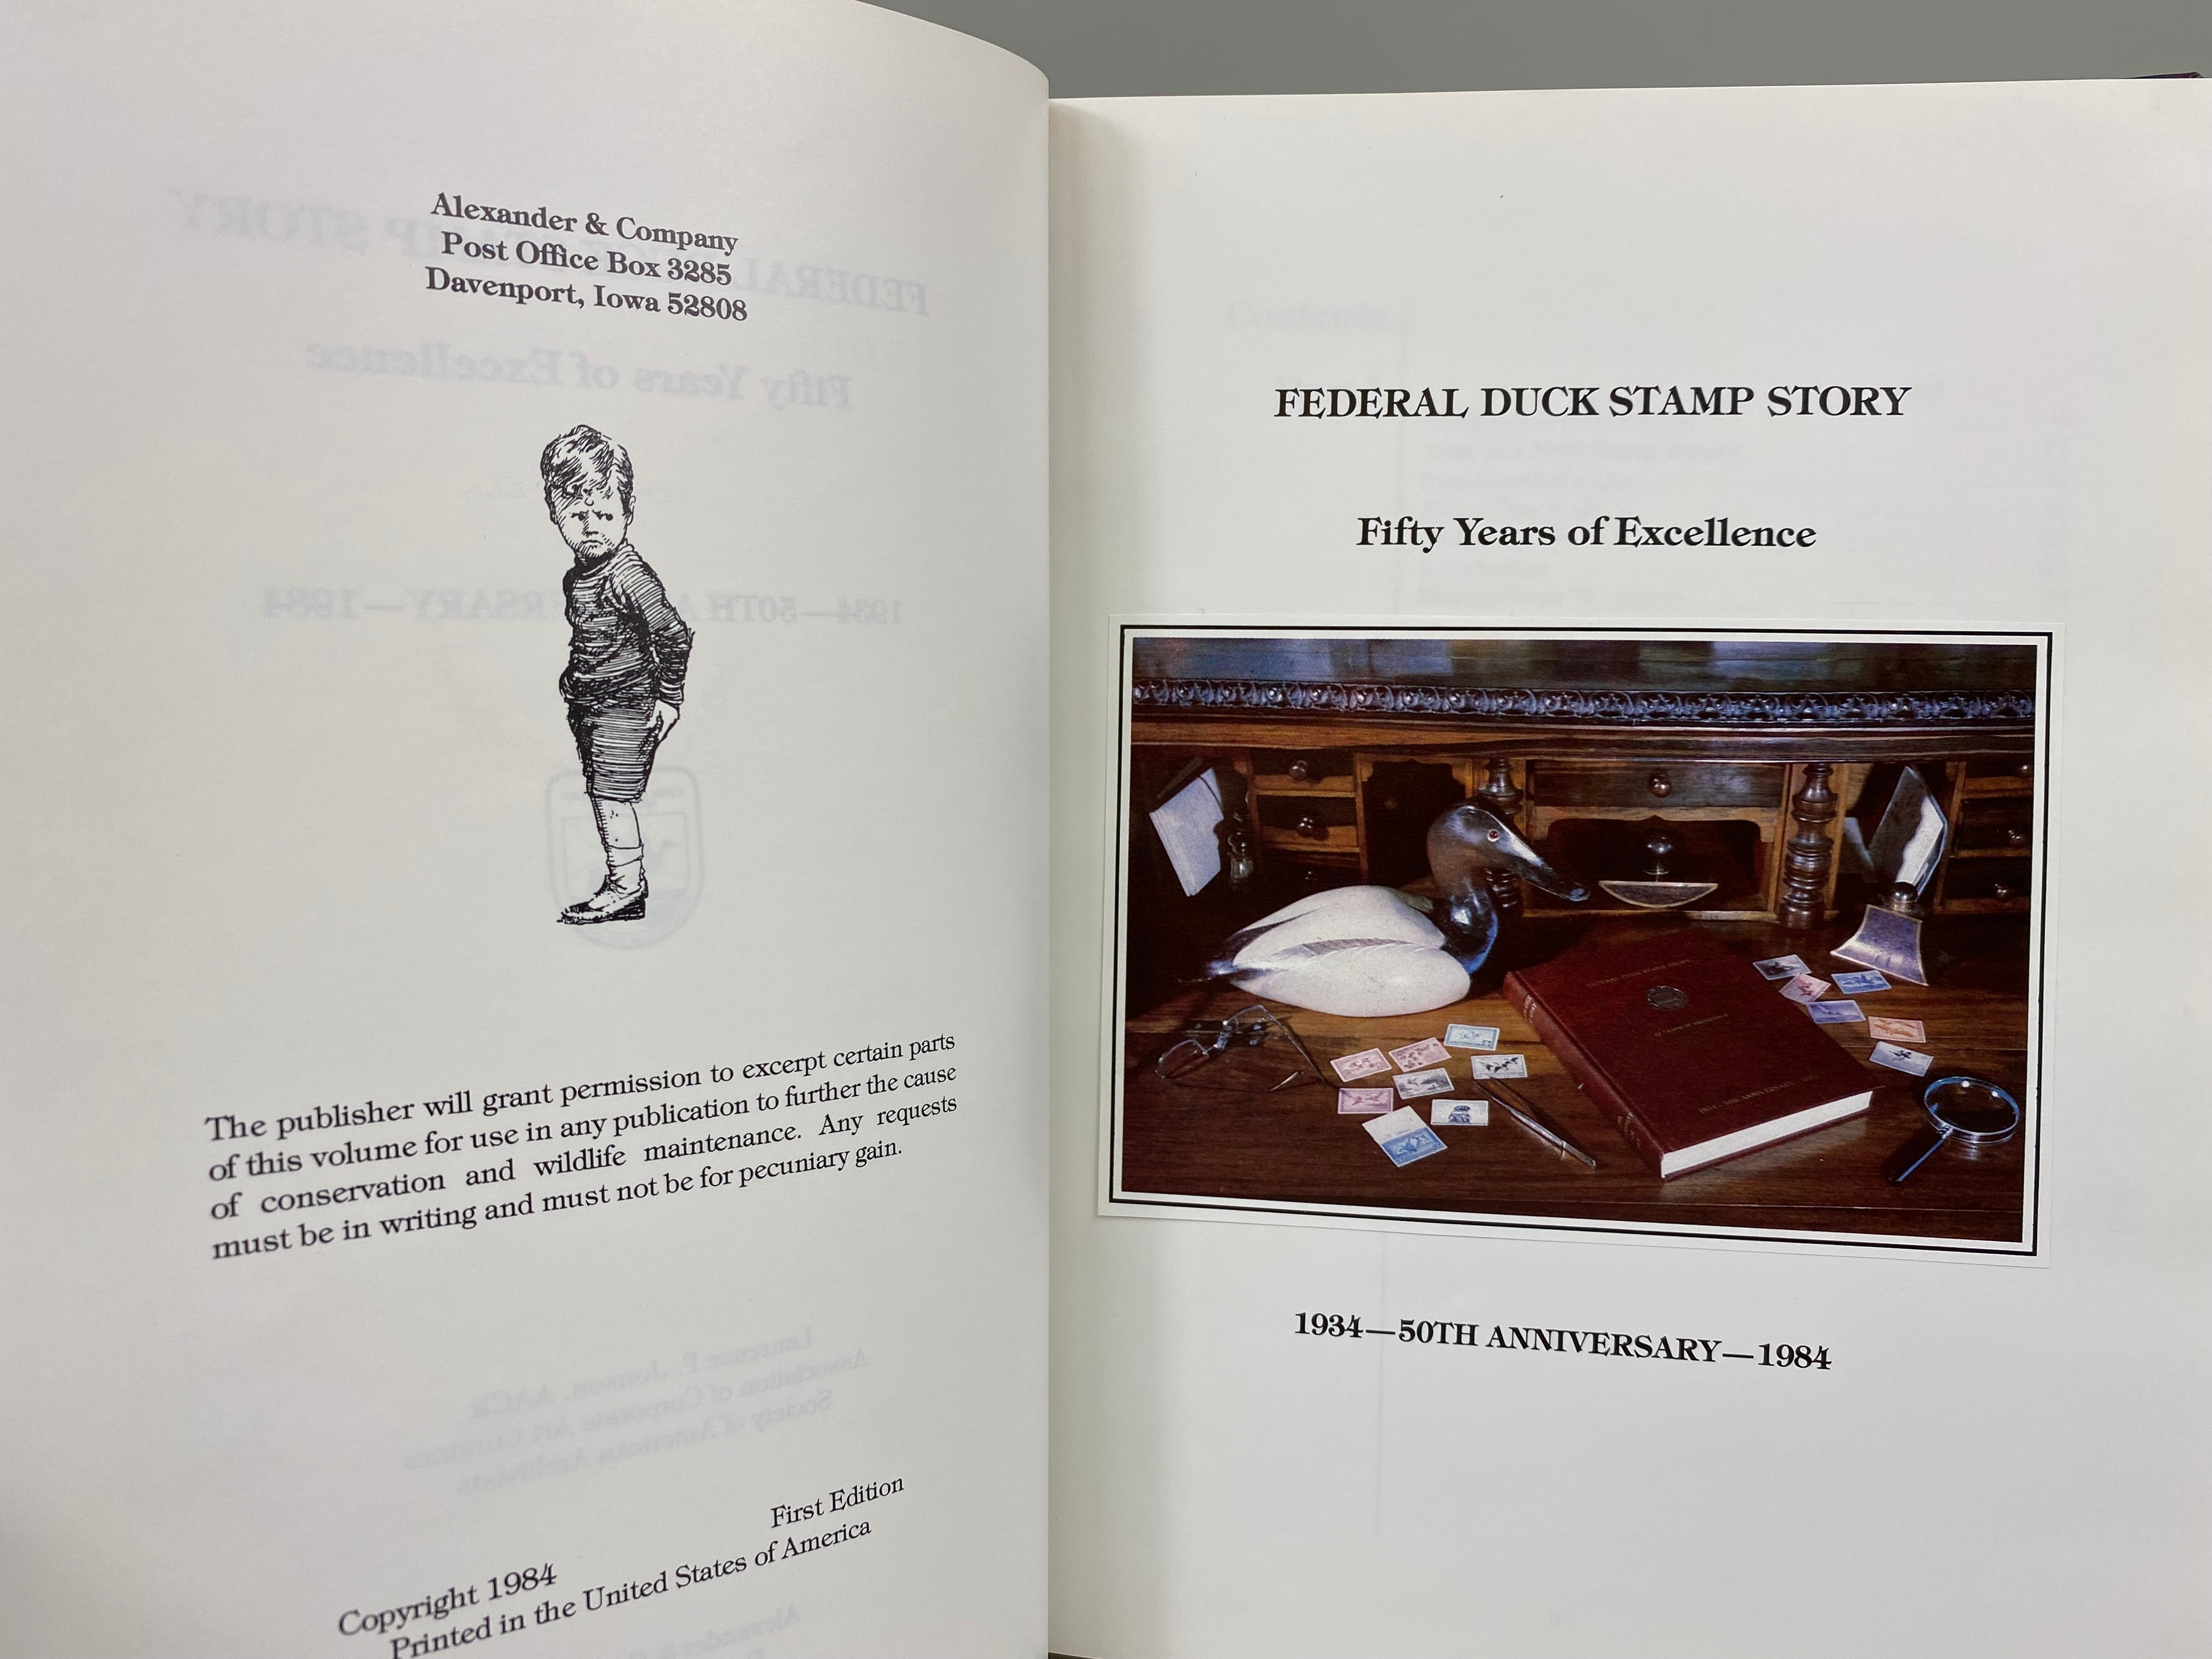 Alexander & Company
Post Office Box 3285
Davenport, Iowa 52808
The publisher will grant permission to excerpt certain parts
of this volume for use in any publication to further the cause
of conservation and wildlife maintenance. Any requests
must be in writing and must not be for pecuniary gain.
First Edition
Copyright 1984
Printed in the United States of America
FEDERAL DUCK STAMP STORY
Fifty Years of Excellence
1934—50TH ANNIVERSARY—1984